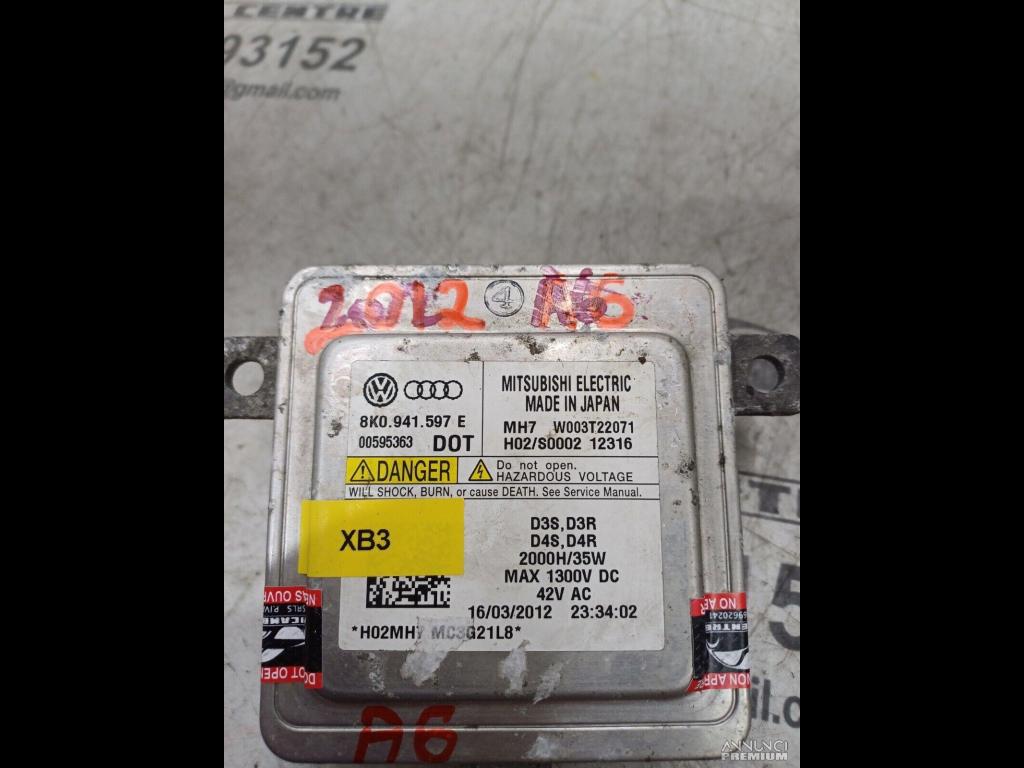 CENTRE
93152
@gmail.com
2012 4 A6
8K0.941.597 E
00595363 DOT
MITSUBISHI ELECTRIC
MADE IN JAPAN
MH7 W003T22071
H02/S0002 12316
DANGER
Do not open.
HAZARDOUS VOLTAGE
WILL SHOCK, BURN, or cause DEATH. See Service Manual.
XB3
D3S,D3R
D4S,D4R
2000H/35W
MAX 1300V DC
42V AC
16/03/2012 23:34:02
*H02MH7 MC3G21L8*
A6
ANNUNCI
PREMIUM